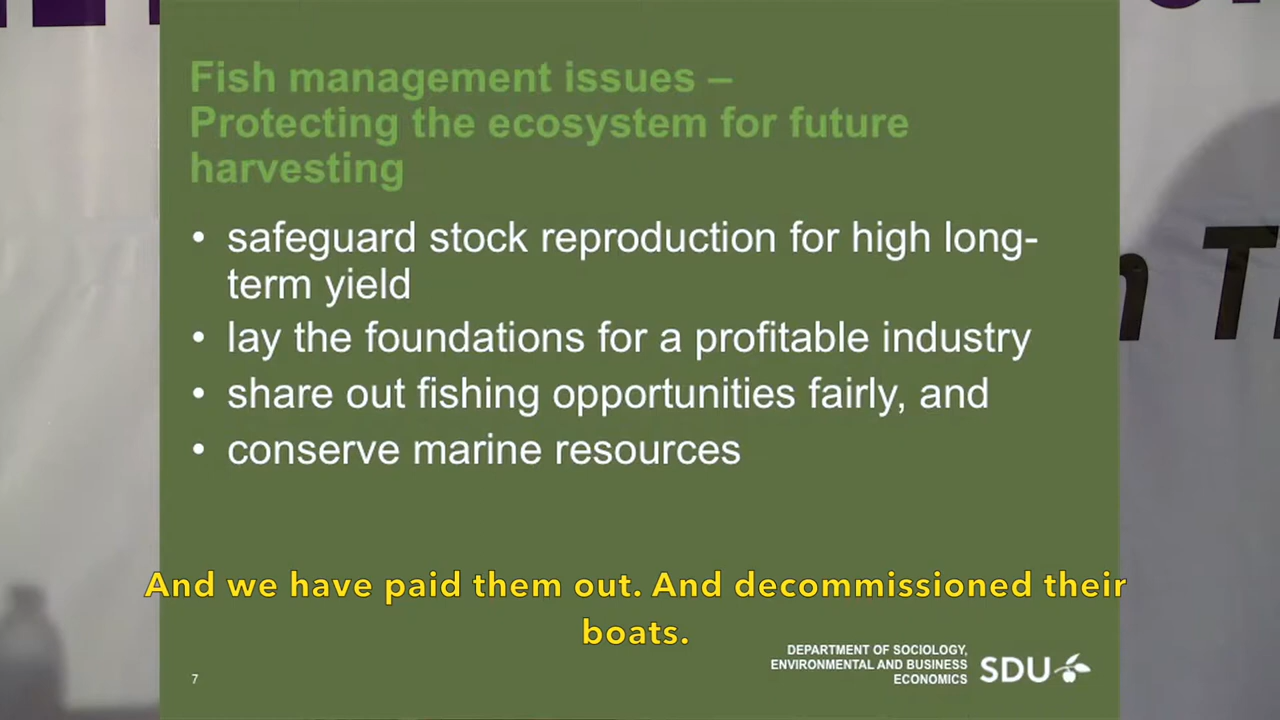 Fish management issues –
Protecting the ecosystem for future
harvesting
• safeguard stock reproduction for high long-
term yield
• lay the foundations for a profitable industry
• share out fishing opportunities fairly, and
• conserve marine resources
And we have paid them out. And decommissioned their
boats.
DEPARTMENT OF SOCIOLOGY,
ENVIRONMENTAL AND BUSINESS
ECONOMICS
SDU
7